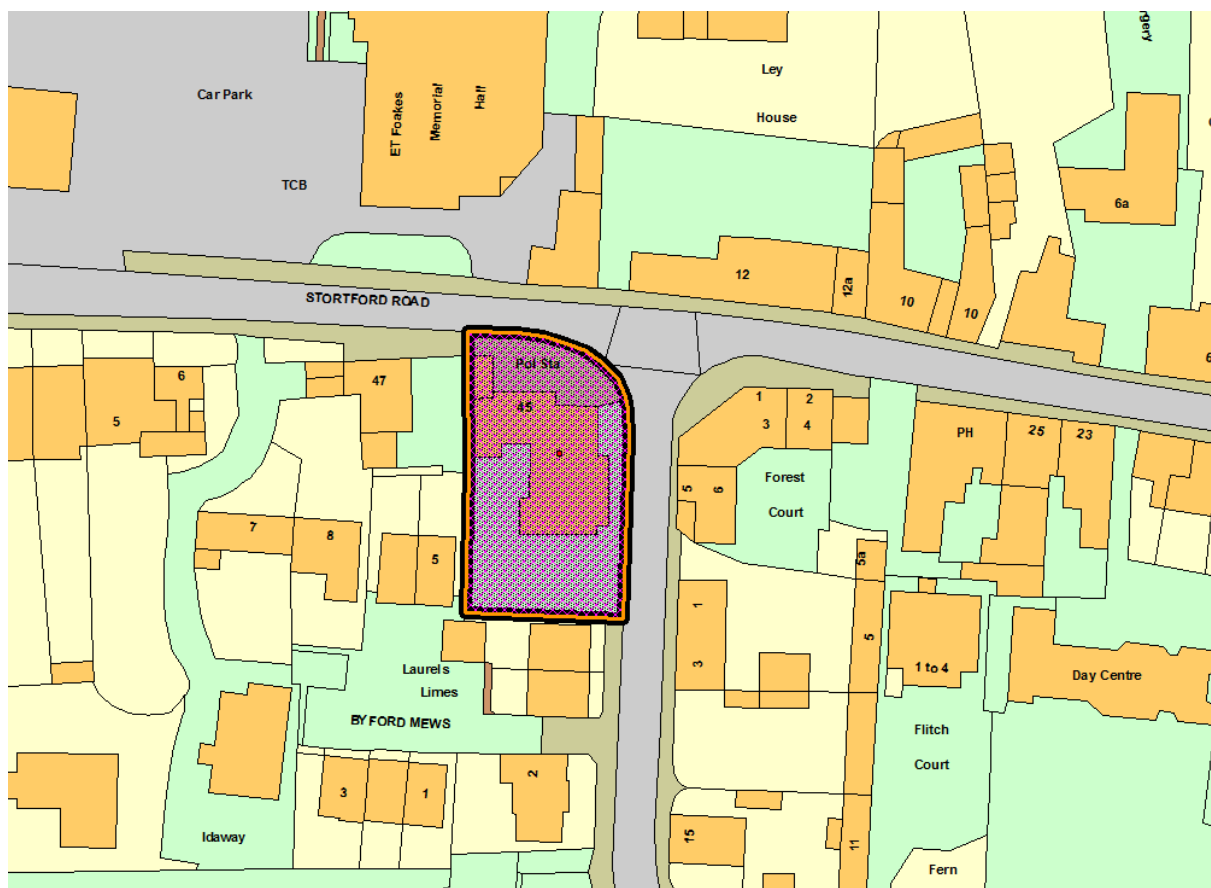 Car Park
ET Foakes
Memorial
Hall
Ley
House
TCB
6a
12
12a
10
10
STORTFORD ROAD
Pol Sta
45
47
6
5
1
2
3
4
PH
25
23
6
5
6
Forest
Court
7
8
5
5a
1
3
5
1 to 4
Day Centre
Laurels
Limes
BYFORD MEWS
Flitch
Court
3
1
2
15
11
Idaway
Fern